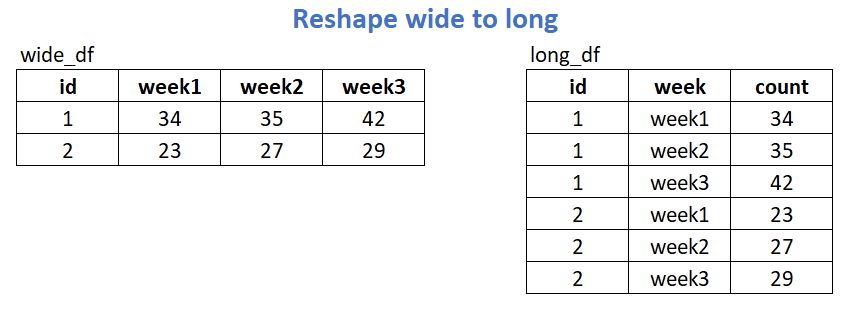 Reshape wide to long
wide_df
id week1 week2 week3
1 34 35 42
2 23 27 29
long_df
id week count
1 week1 34
1 week2 35
1 week3 42
2 week1 23
2 week2 27
2 week3 29